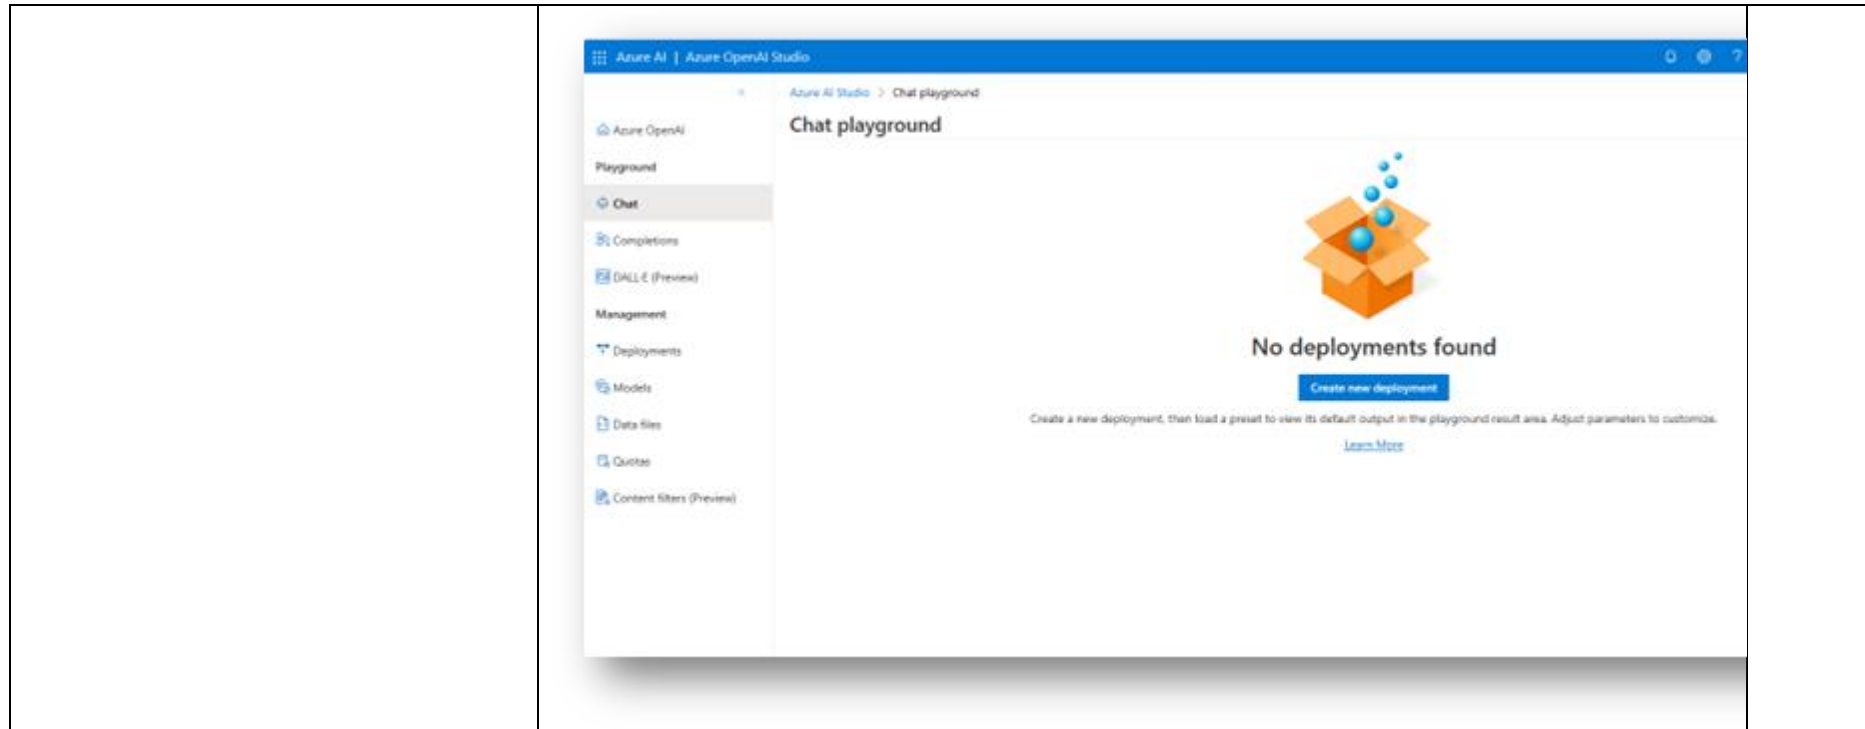 Azure AI | Azure OpenAI Studio
?
Azure AI Studio > Chat playground
Chat playground
Azure OpenAI
Playground
Chat
Completions
DALL·E (Preview)
Management
Deployments
Models
Data files
Quotas
Content filters (Preview)
No deployments found
Create new deployment
Create a new deployment, then load a preset to view its default output in the playground result area. Adjust parameters to customize.
Learn More